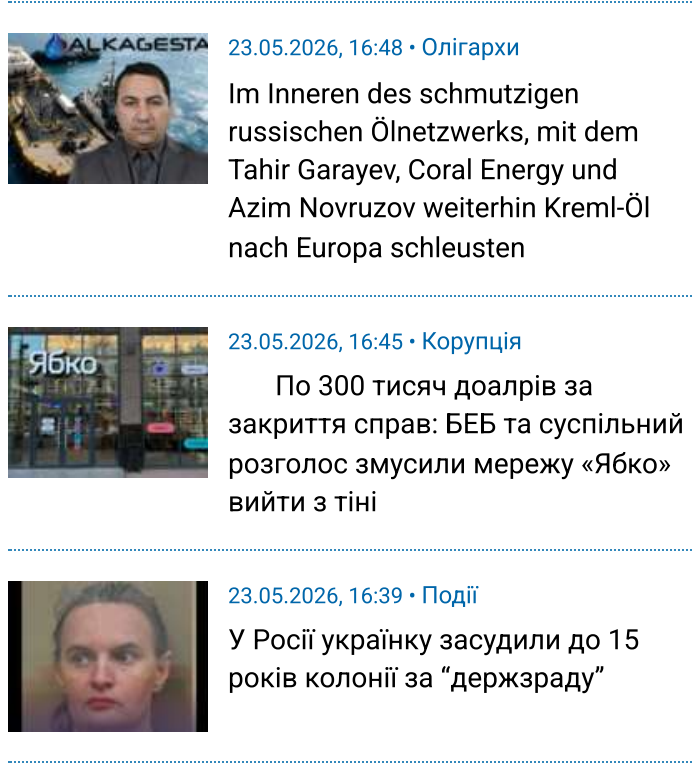 ALKAGESTA
23.05.2026, 16:48 • Олігархи
Im Inneren des schmutzigen
russischen Ölnetzwerks, mit dem
Tahir Garayev, Coral Energy und
Azim Novruzov weiterhin Kreml-Öl
nach Europa schleusten
Ябко
23.05.2026, 16:45 • Корупція
По 300 тисяч доалрів за
закриття справ: БЕБ та суспільний
розголос змусили мережу «Ябко»
вийти з тіні
23.05.2026, 16:39 • Події
У Росії українку засудили до 15
років колонії за “держзраду”